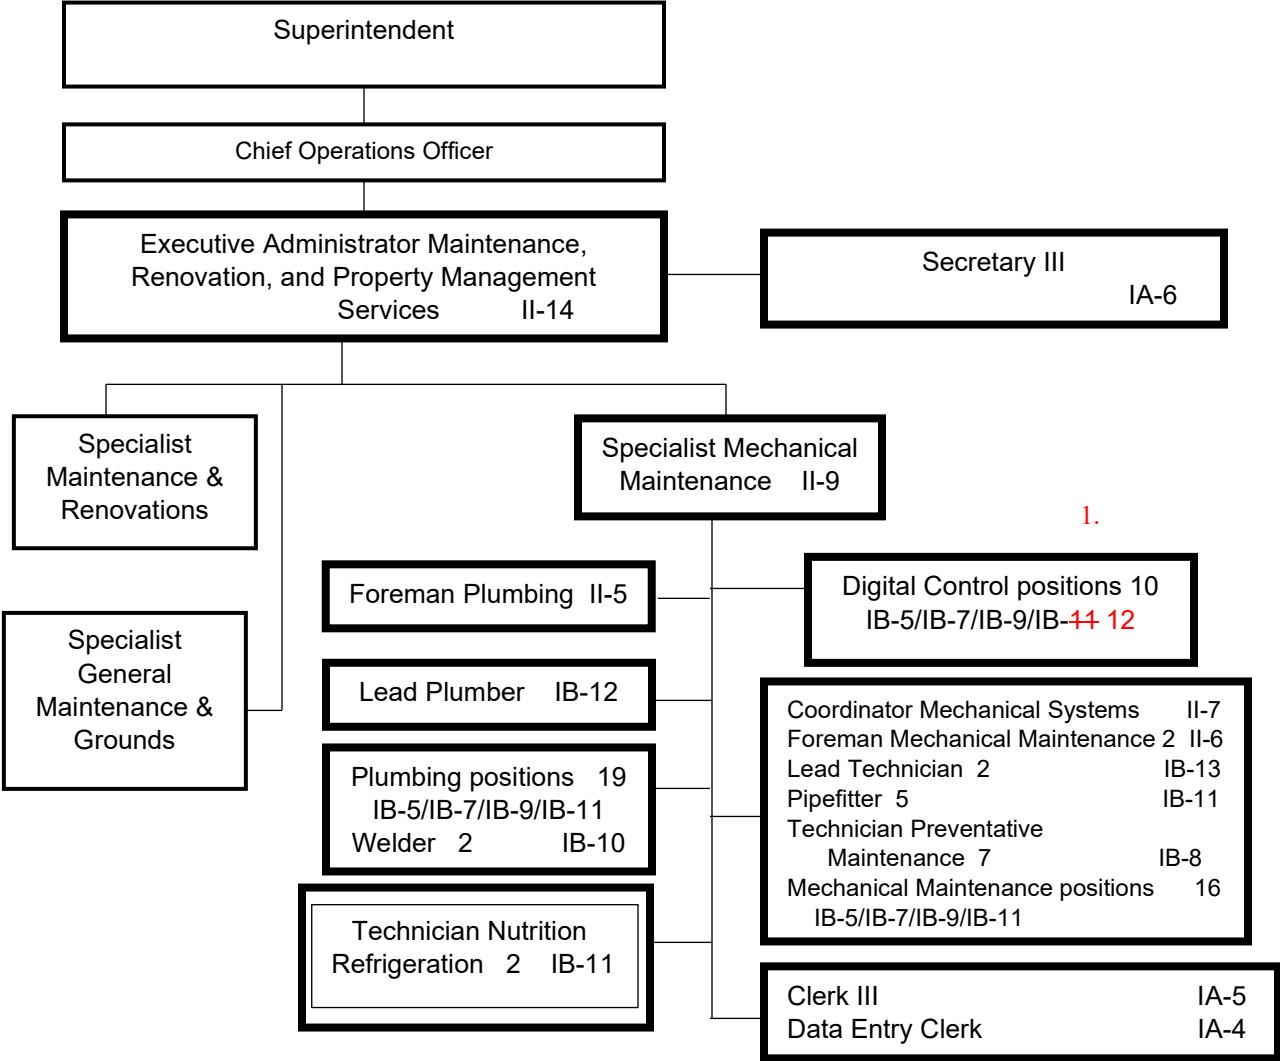 Superintendent
Chief Operations Officer
Executive Administrator Maintenance,
Renovation, and Property Management
Services II-14
Secretary III
IA-6
Specialist
Maintenance &
Renovations
Specialist Mechanical
Maintenance II-9
1.
Foreman Plumbing II-5
Digital Control positions 10
IB-5/IB-7/IB-9/IB-11 12
Specialist
General
Maintenance &
Grounds
Lead Plumber IB-12
Plumbing positions 19
IB-5/IB-7/IB-9/IB-11
Welder 2 IB-10
Coordinator Mechanical Systems II-7
Foreman Mechanical Maintenance 2 II-6
Lead Technician 2 IB-13
Pipefitter 5 IB-11
Technician Preventative
Maintenance 7 IB-8
Mechanical Maintenance positions 16
IB-5/IB-7/IB-9/IB-11
Technician Nutrition
Refrigeration 2 IB-11
Clerk III IA-5
Data Entry Clerk IA-4